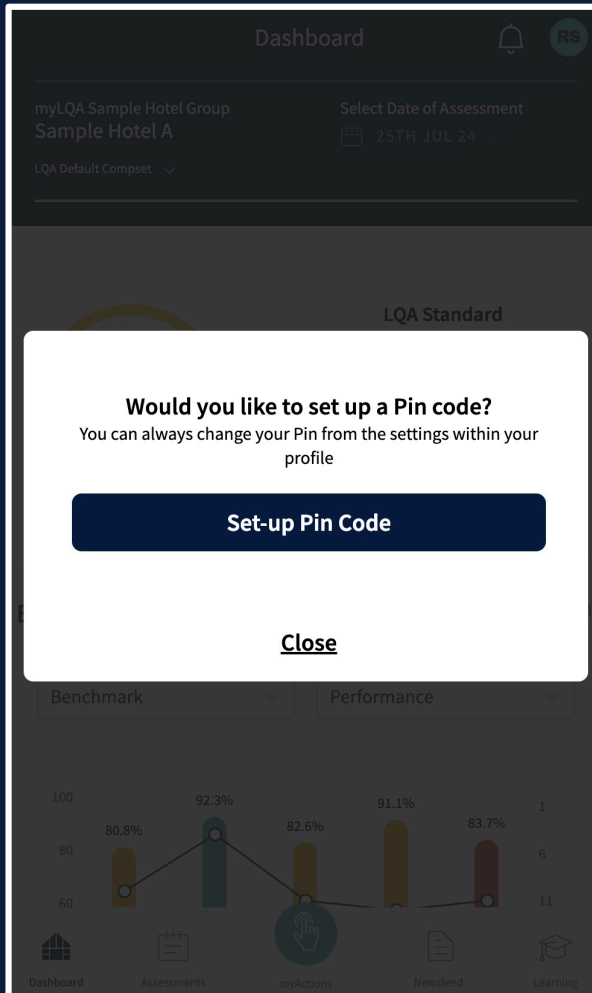 Dashboard
RS
myLQA Sample Hotel Group
Sample Hotel A
LQA Default Compset
Select Date of Assessment
25TH JUL 24
LQA Standard
Would you like to set up a Pin code?
You can always change your Pin from the settings within your
profile
Set-up Pin Code
Close
Benchmark
Performance
100
80
60
80.8%
92.3%
82.6%
91.1%
83.7%
1
6
11
Dashboard
Assessments
myActions
Newsfeed
Learning